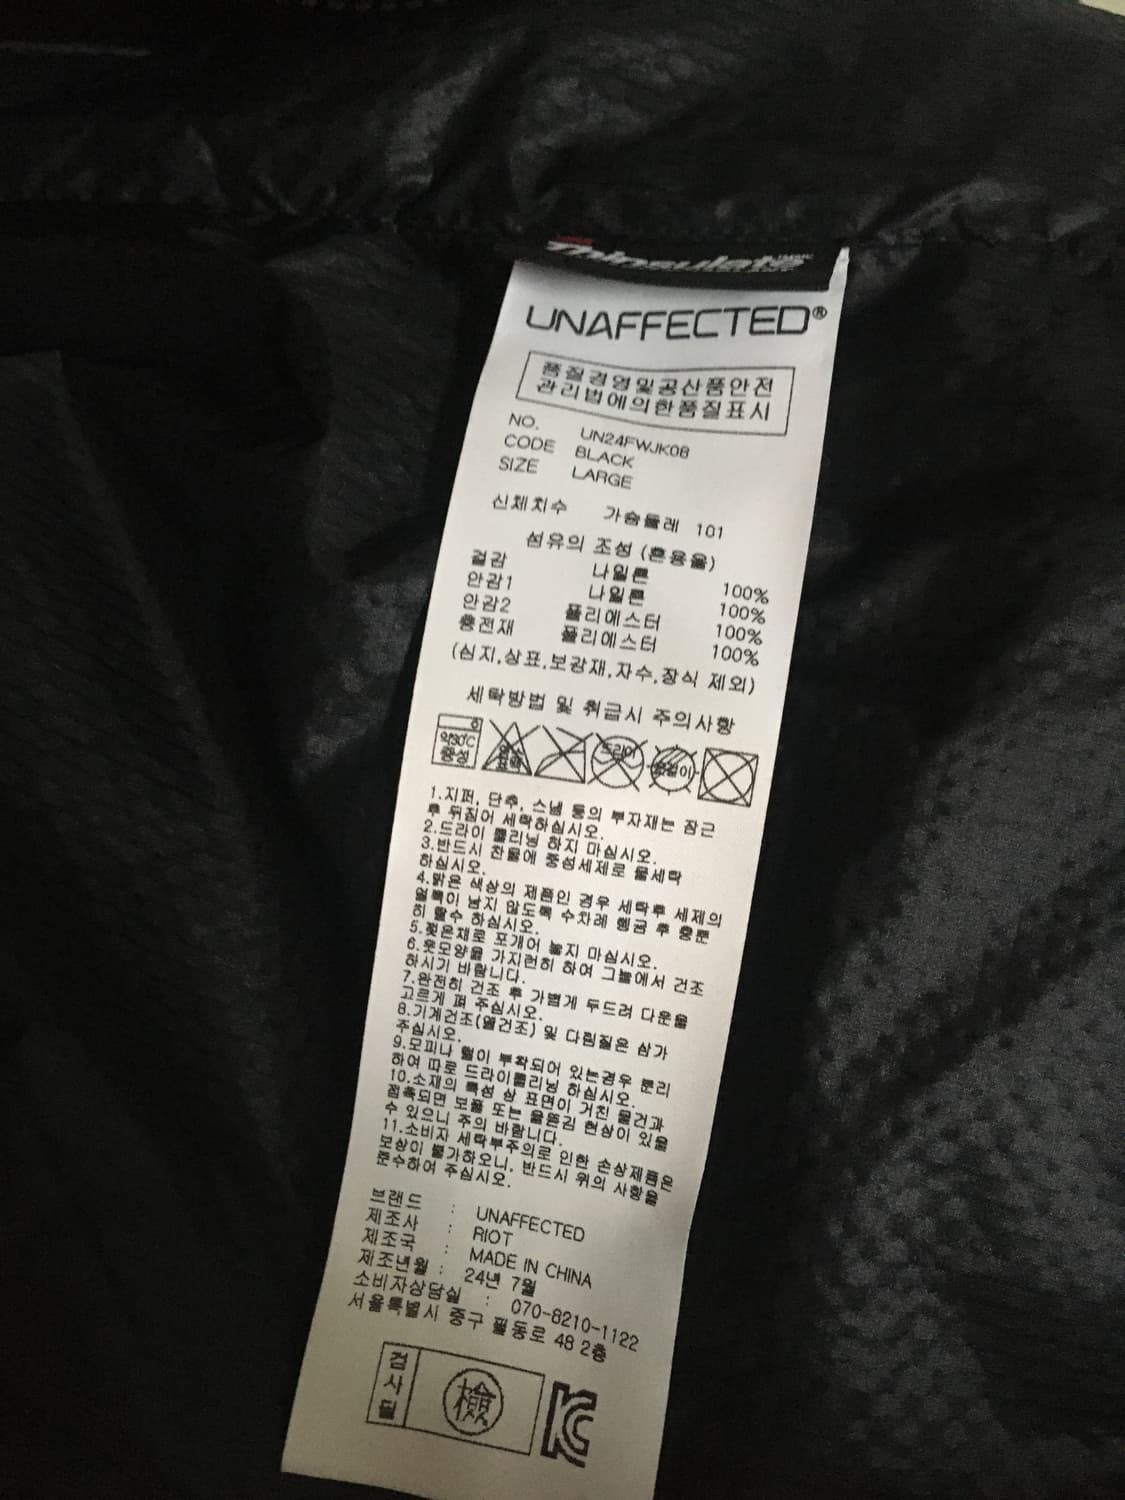 Thinsulate
UNAFFECTED®
품질경영및공산품안전
관리법에의한품질표시
NO. UN24FWJK08
CODE BLACK
SIZE LARGE
신체치수 가슴둘레 101
섬유의 조성 (혼용율)
겉감 나일론 100%
안감1 나일론 100%
안감2 폴리에스터 100%
충전재 폴리에스터 100%
(심지,상표,보강재,자수,장식 제외)
세탁방법 및 취급시 주의사항
약30℃
중성
염소
표백
드라이
옷걸이
1.지퍼, 단추, 스냅 등의 부자재는 잠근
후 뒤집어 세탁하십시오.
2.드라이 클리닝 하지 마십시오.
3.반드시 찬물에 중성세제로 물세탁
하십시오.
4.밝은 색상의 제품인 경우 세탁후 세제의
얼룩이 남지 않도록 수차례 헹굼 후 충분
히 탈수 하십시오.
5.젖은채로 포개어 놓지 마십시오.
6.옷모양을 가지런히 하여 그늘에서 건조
하시기 바랍니다.
7.완전히 건조 후 가볍게 두드려 다운을
고르게 펴 주십시오.
8.기계건조(열건조) 및 다림질은 삼가
주십시오.
9.모피나 털이 부착되어 있는경우 분리
하여 따로 드라이클리닝 하십시오.
10.소재의 특성 상 표면이 거친 물건과
접촉되면 보풀 또는 올뜯김 현상이 있을
수 있으니 주의 바랍니다.
11.소비자 세탁부주의로 인한 손상제품은
보상이 불가하오니, 반드시 위의 사항을
준수하여 주십시오.
브랜드 : UNAFFECTED
제조사 : RIOT
제조국 : MADE IN CHINA
제조년월 : 24년 7월
소비자상담실 : 070-8210-1122
서울특별시 중구 필동로 48 2층
검사필
檢
KC